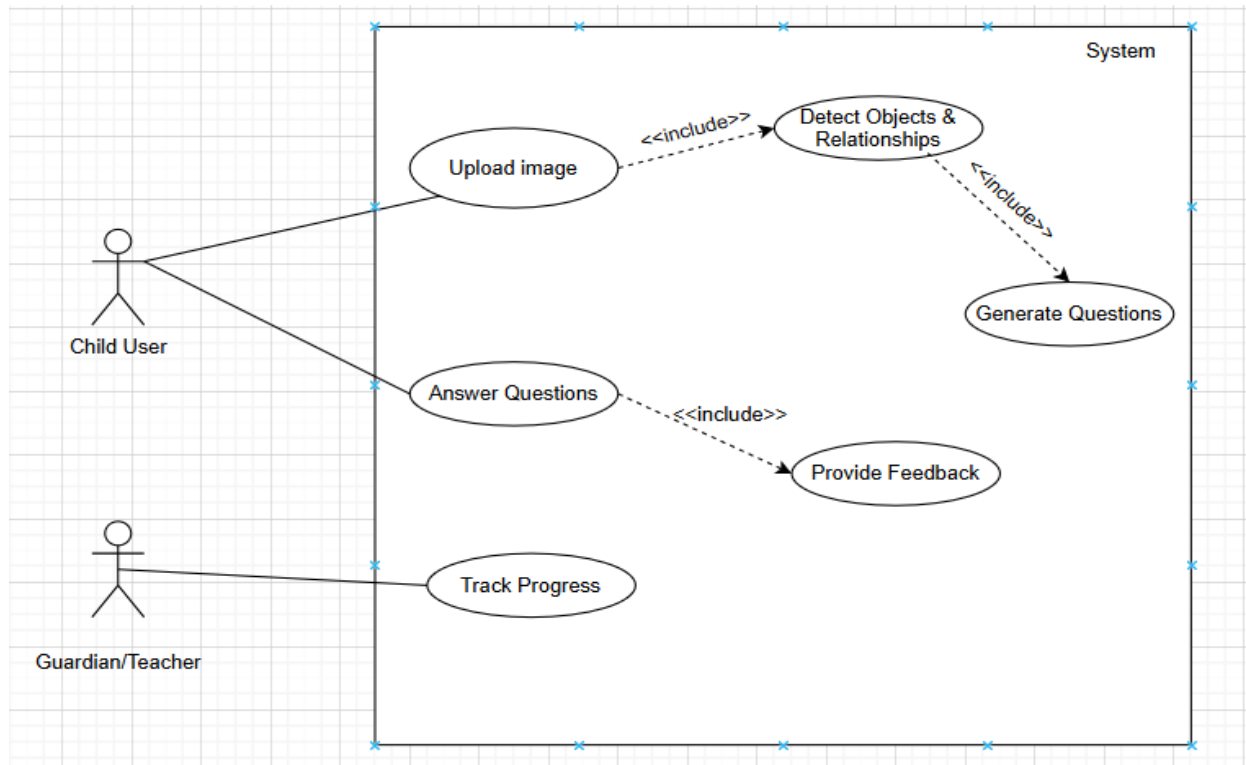 System
Upload image
<<include>>
Detect Objects &
Relationships
<<include>>
Generate Questions
Child User
Answer Questions
<<include>>
Provide Feedback
Track Progress
Guardian/Teacher